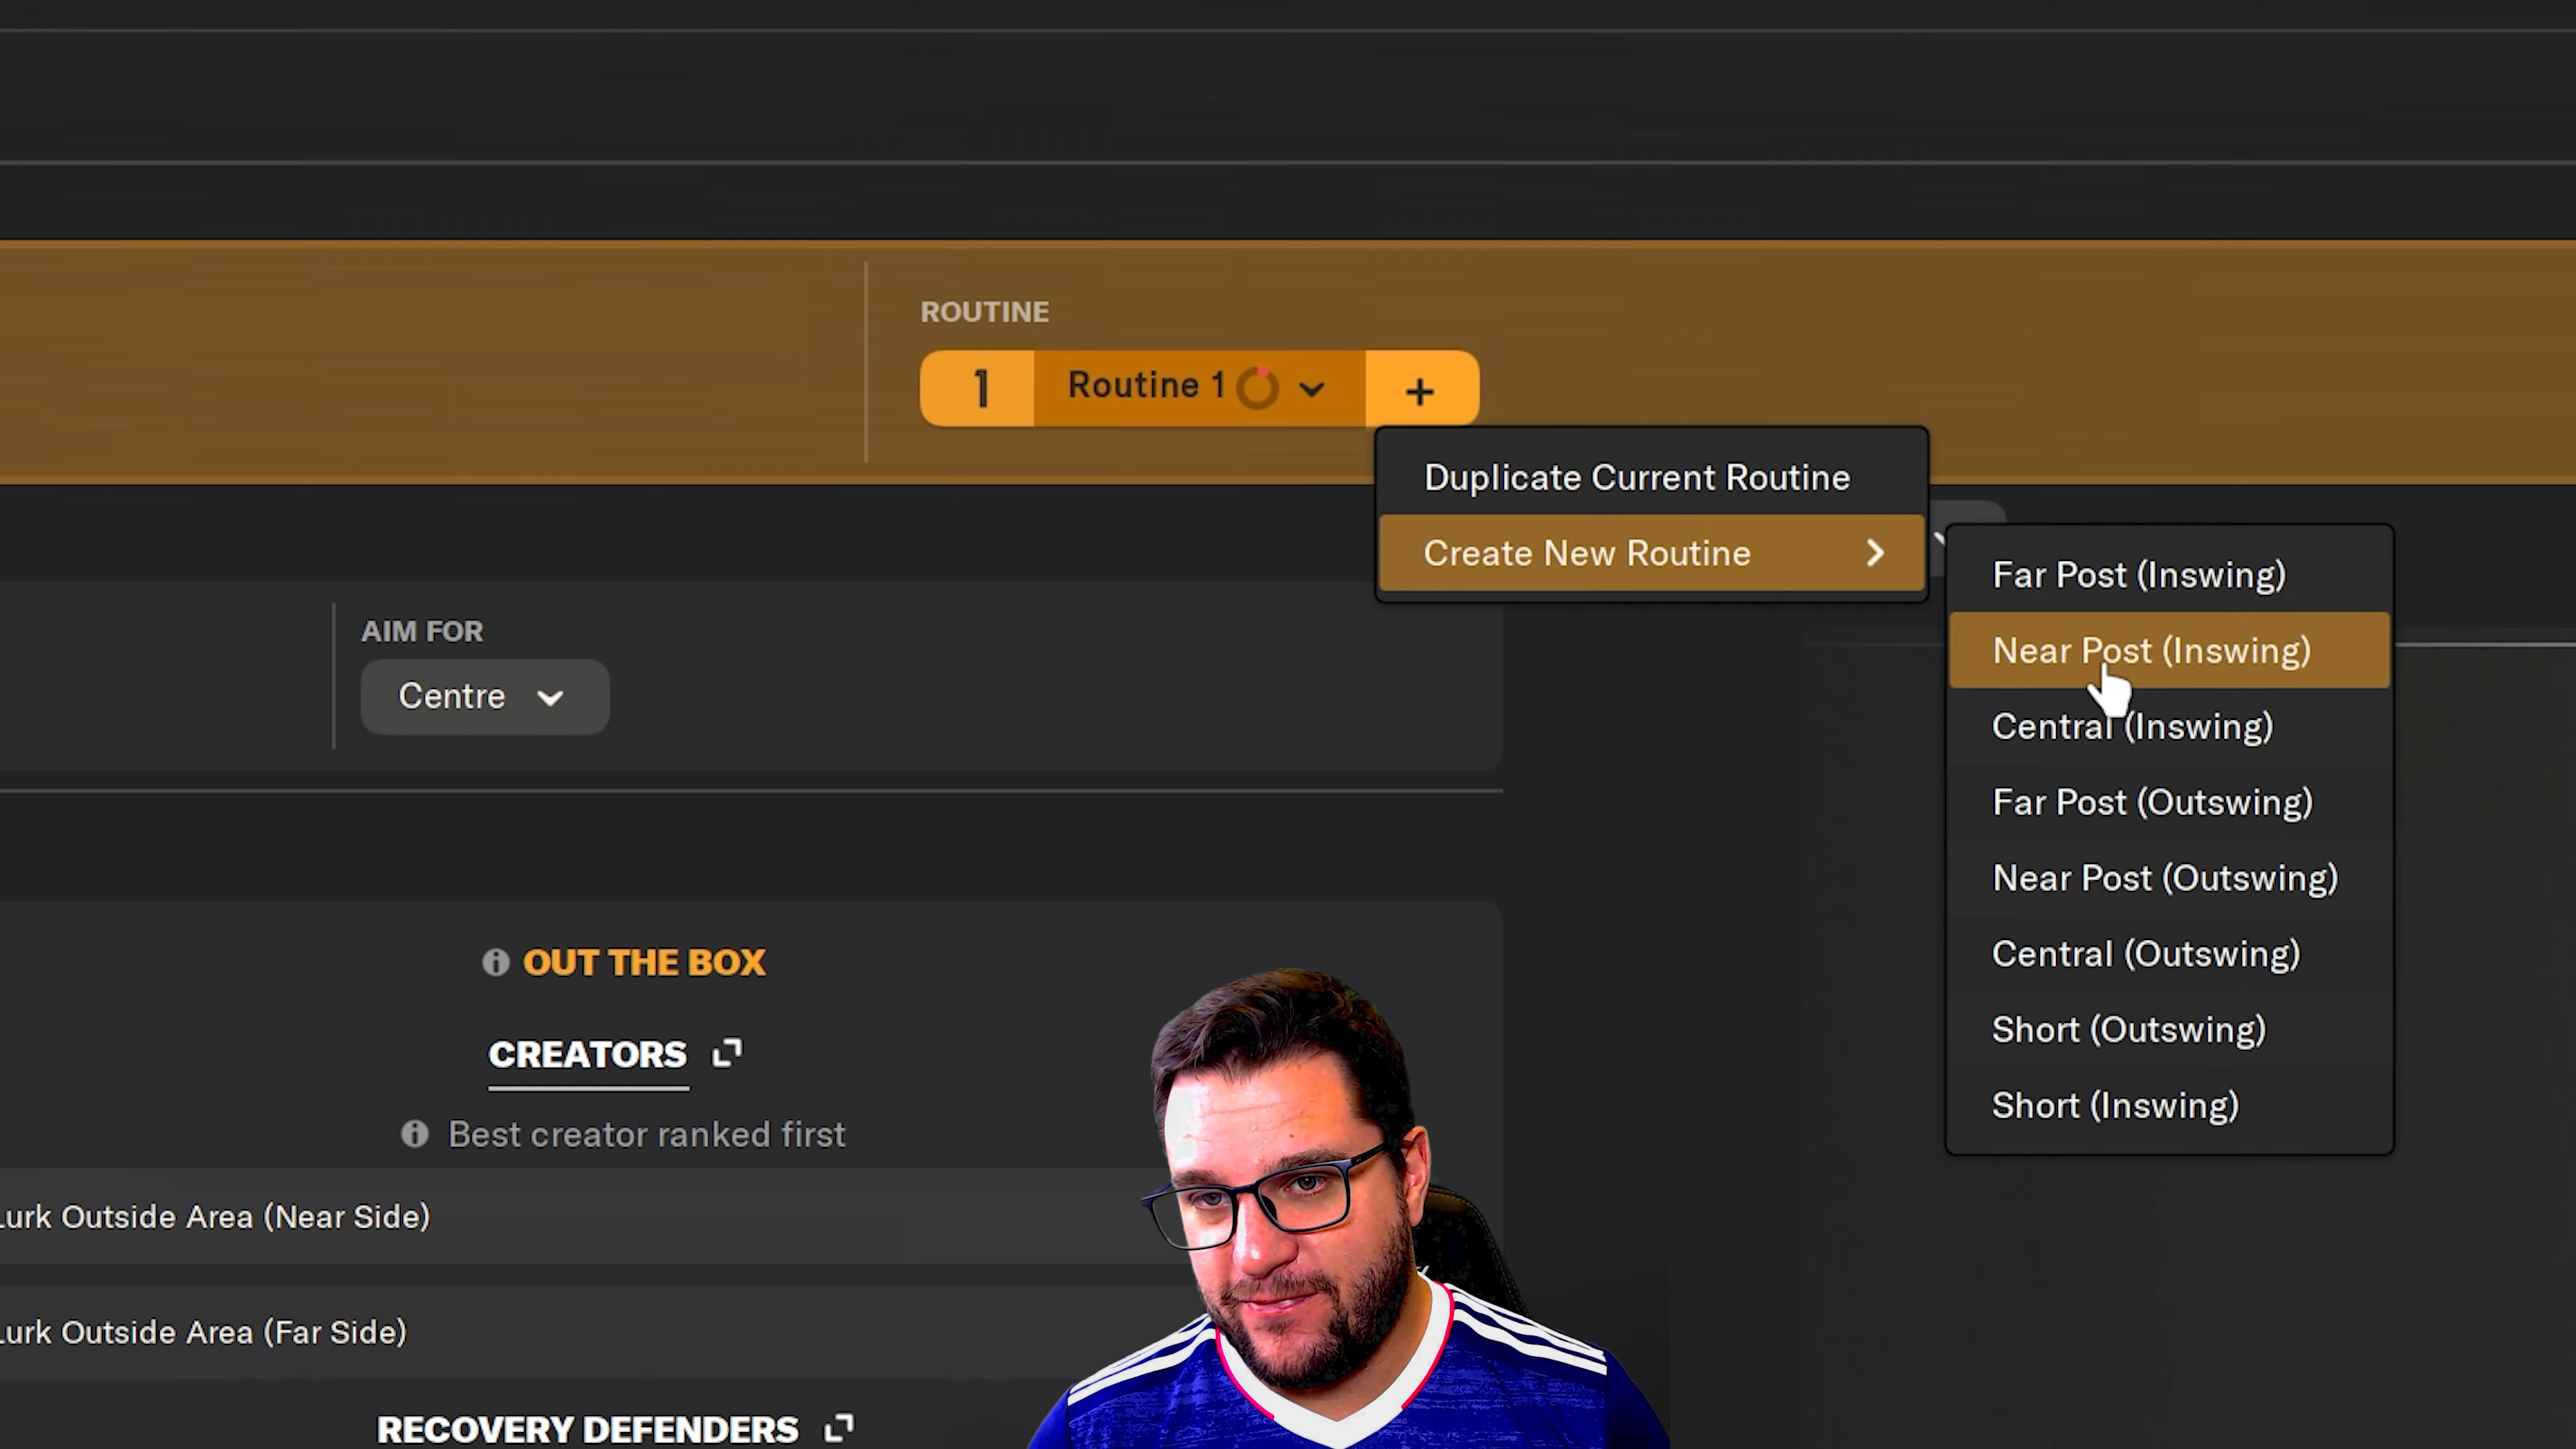 ROUTINE
1 Routine 1 +
Duplicate Current Routine
Create New Routine
Far Post (Inswing)
Near Post (Inswing)
Central (Inswing)
Far Post (Outswing)
Near Post (Outswing)
Central (Outswing)
Short (Outswing)
Short (Inswing)
AIM FOR
Centre
OUT THE BOX
CREATORS
Best creator ranked first
Lurk Outside Area (Near Side)
Lurk Outside Area (Far Side)
RECOVERY DEFENDERS